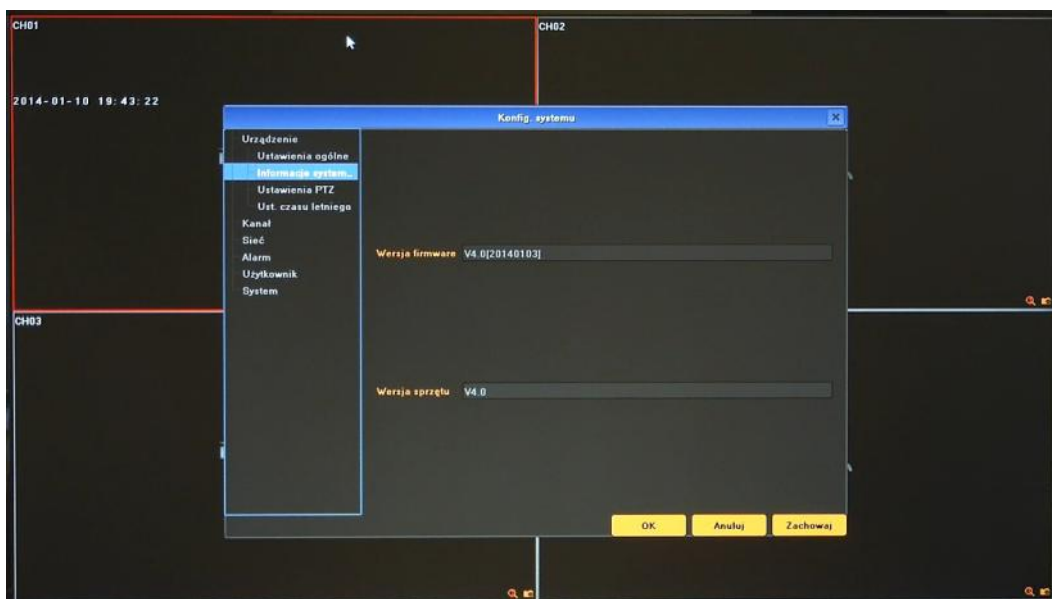 CH01
CH02
2014-01-10 19:43:22
Konfig. systemu
Urządzenie
Ustawienia ogólne
Informacje system..
Ustawienia PTZ
Ust. czasu letniego
Kanał
Sieć
Alarm
Użytkownik
System
Wersja firmware V4.0[20140103]
CH03
Wersja sprzętu V4.0
OK Anuluj Zachowaj